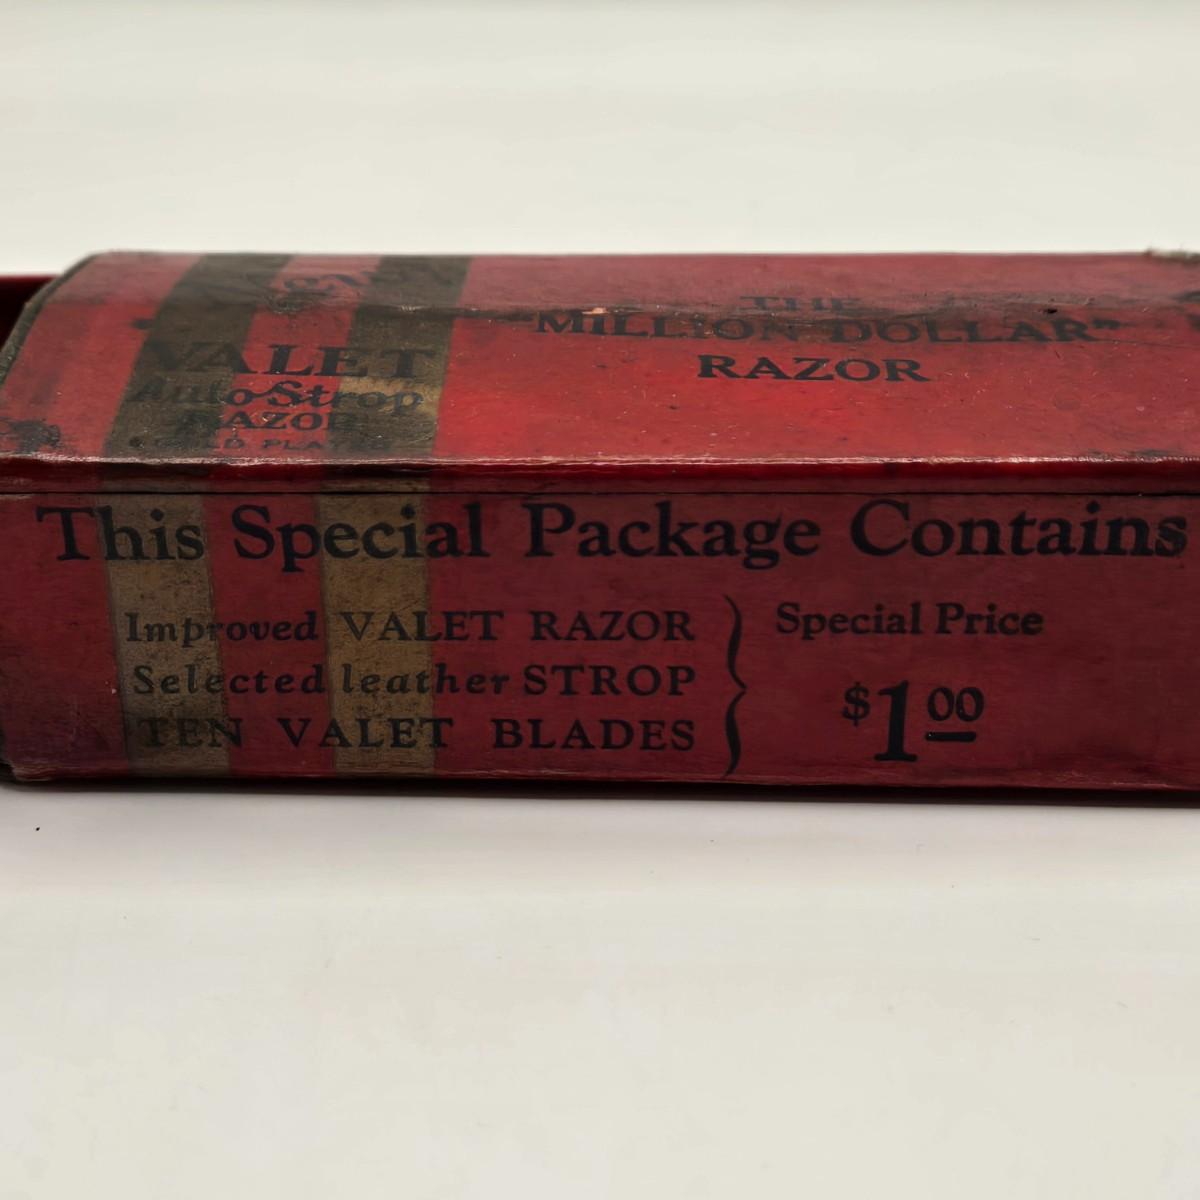 VALET
Auto-Strop
RAZOR
THE
"MILLION DOLLAR"
RAZOR
This Special Package Contains
Improved VALET RAZOR
Selected leather STROP
TEN VALET BLADES
Special Price
$1.00